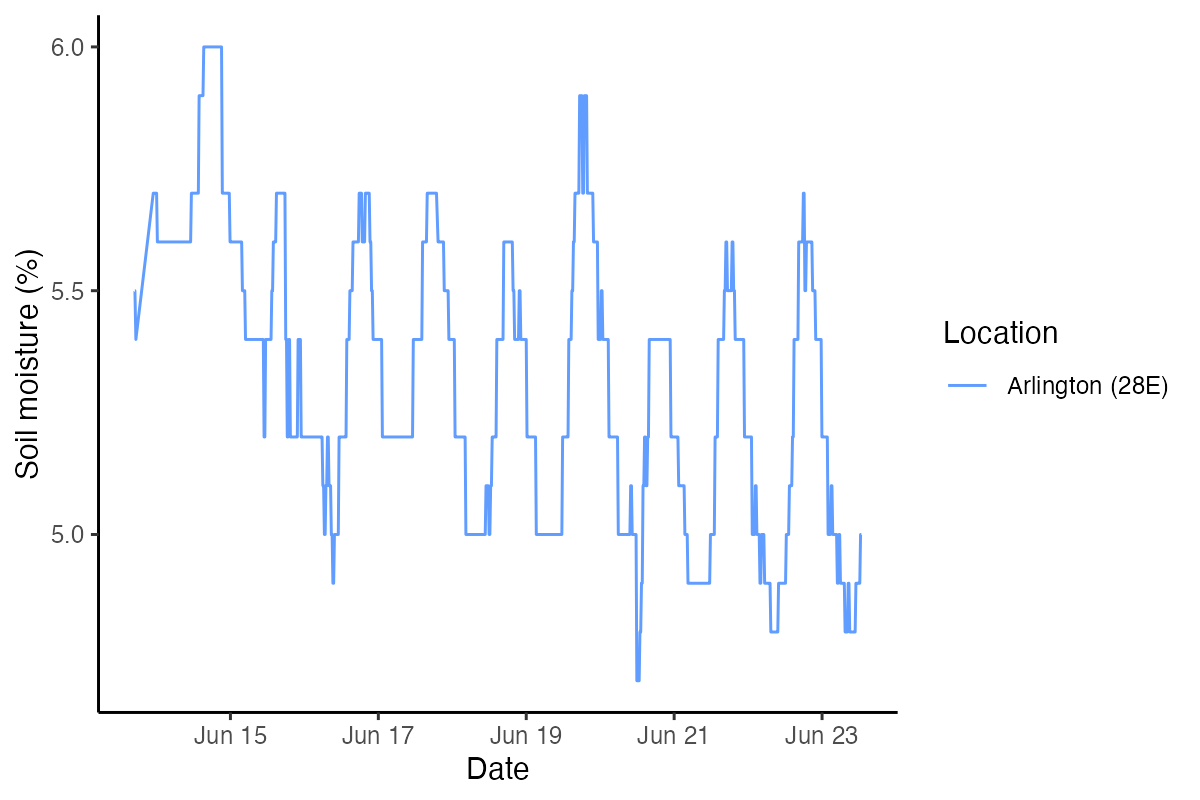 6.0
5.5
5.0
Soil moisture (%)
Jun 15
Jun 17
Jun 19
Jun 21
Jun 23
Date
Location
Arlington (28E)